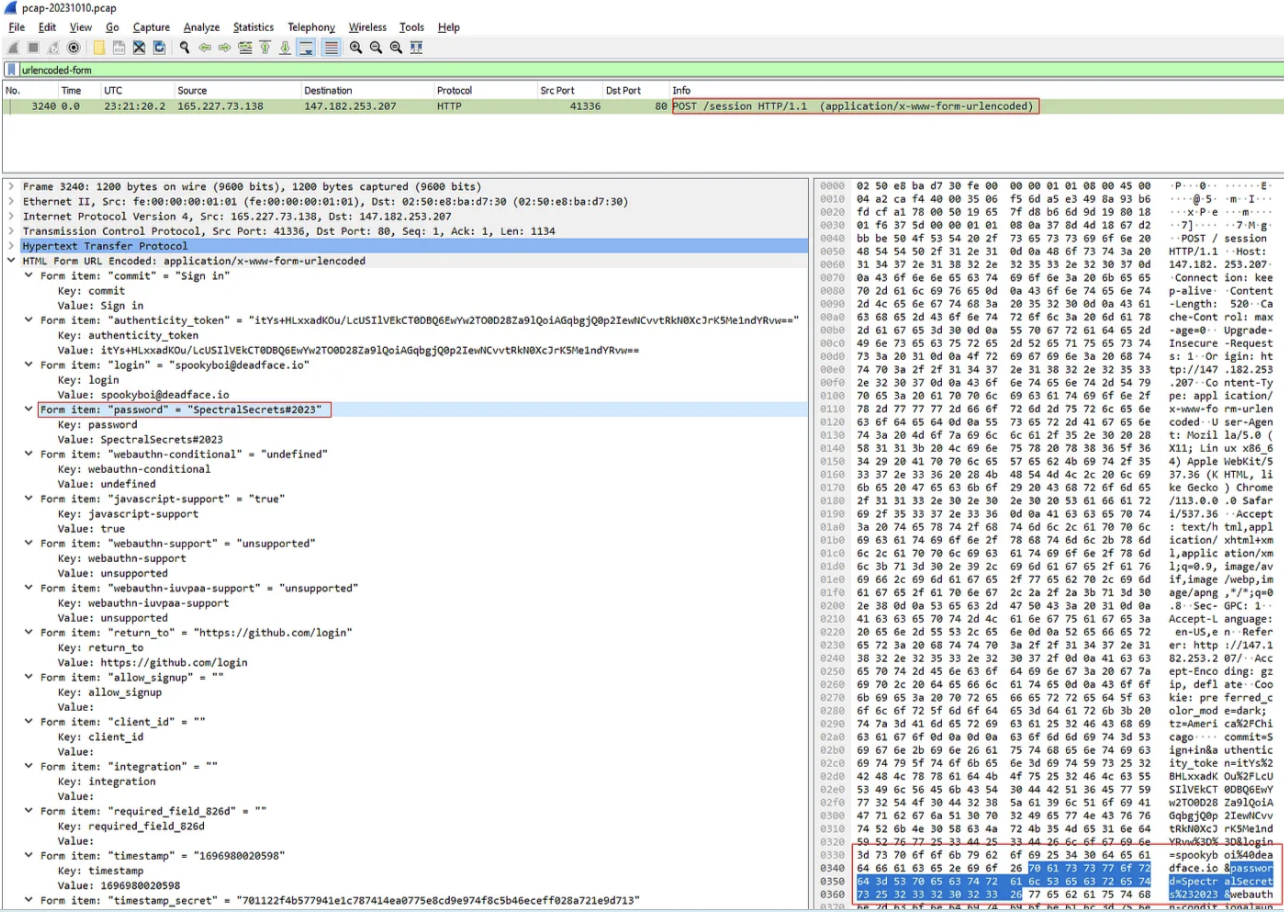 pcap-20231010.pcap
File Edit View Go Capture Analyze Statistics Telephony Wireless Tools Help
urlencoded-form
No. Time UTC Source Destination Protocol Src Port Dst Port Info
3240 0.0 23:21:20.2 165.227.73.138 147.182.253.207 HTTP 41336 80 POST /session HTTP/1.1 (application/x-www-form-urlencoded)
Frame 3240: 1200 bytes on wire (9600 bits), 1200 bytes captured (9600 bits)
Ethernet II, Src: fe:00:00:00:01:01 (fe:00:00:00:01:01), Dst: 02:50:e8:ba:d7:30 (02:50:e8:ba:d7:30)
Internet Protocol Version 4, Src: 165.227.73.138, Dst: 147.182.253.207
Transmission Control Protocol, Src Port: 41336, Dst Port: 80, Seq: 1, Ack: 1, Len: 1134
Hypertext Transfer Protocol
HTML Form URL Encoded: application/x-www-form-urlencoded
Form item: "commit" = "Sign in"
Key: commit
Value: Sign in
Form item: "authenticity_token" = "itYs+HLxxadKOu/LcUSIlVEkCT0DBQ6EwYw2TO0D28Za9lQoiAGqbgjQ0p2IewNCvvtRkN0XcJrK5Me1ndYRvw=="
Key: authenticity_token
Value: itYs+HLxxadKOu/LcUSIlVEkCT0DBQ6EwYw2TO0D28Za9lQoiAGqbgjQ0p2IewNCvvtRkN0XcJrK5Me1ndYRvw==
Form item: "login" = "spookyboi@deadface.io"
Key: login
Value: spookyboi@deadface.io
Form item: "password" = "SpectralSecrets#2023"
Key: password
Value: SpectralSecrets#2023
Form item: "webauthn-conditional" = "undefined"
Key: webauthn-conditional
Value: undefined
Form item: "javascript-support" = "true"
Key: javascript-support
Value: true
Form item: "webauthn-support" = "unsupported"
Key: webauthn-support
Value: unsupported
Form item: "webauthn-iuvpaa-support" = "unsupported"
Key: webauthn-iuvpaa-support
Value: unsupported
Form item: "return_to" = "https://github.com/login"
Key: return_to
Value: https://github.com/login
Form item: "allow_signup" = ""
Key: allow_signup
Value:
Form item: "client_id" = ""
Key: client_id
Value:
Form item: "integration" = ""
Key: integration
Value:
Form item: "required_field_826d" = ""
Key: required_field_826d
Value:
Form item: "timestamp" = "1696980020598"
Key: timestamp
Value: 1696980020598
Form item: "timestamp_secret" = "701122f4b577941e1c787414ea0775e8cd9e974f8c5b46eceff028a721e9d713"
0000 02 50 e8 ba d7 30 fe 00 00 00 01 01 08 00 45 00 ·P···0·· ······E·
0010 04 a2 ca f4 40 00 35 06 f5 6d a5 e3 49 8a 93 b6 ····@·5· ·m··I···
0020 fd cf a1 78 00 50 19 65 7f d8 b6 6d 9d 19 80 18 ···x·P·e ···m····
0030 01 f6 37 5d 00 00 01 01 08 0a 37 8d 4d 18 67 d2 ··7]···· ··7·M·g·
0040 bb be 50 4f 53 54 20 2f 73 65 73 73 69 6f 6e 20 ··POST / session
0050 48 54 54 50 2f 31 2e 31 0d 0a 48 6f 73 74 3a 20 HTTP/1.1 ··Host:
0060 31 34 37 2e 31 38 32 2e 32 35 33 2e 32 30 37 0d 147.182. 253.207·
0070 0a 43 6f 6e 6e 65 63 74 69 6f 6e 3a 20 6b 65 65 ·Connect ion: kee
0080 70 2d 61 6c 69 76 65 0d 0a 43 6f 6e 74 65 6e 74 p-alive· ·Content
0090 2d 4c 65 6e 67 74 68 3a 20 35 32 30 0d 0a 43 61 -Length: 520··Ca
00a0 63 68 65 2d 43 6f 6e 74 72 6f 6c 3a 20 6d 61 78 che-Cont rol: max
00b0 2d 61 67 65 3d 30 0d 0a 55 70 67 72 61 64 65 2d -age=0·· Upgrade-
00c0 49 6e 73 65 63 75 72 65 2d 52 65 71 75 65 73 74 Insecure -Request
00d0 73 3a 20 31 0d 0a 4f 72 69 67 69 6e 3a 20 68 74 s: 1··Or igin: ht
00e0 74 70 3a 2f 2f 31 34 37 2e 31 38 32 2e 32 35 33 tp://147 .182.253
00f0 2e 32 30 37 0d 0a 43 6f 6e 74 65 6e 74 2d 54 79 .207··Co ntent-Ty
0100 70 65 3a 20 61 70 70 6c 69 63 61 74 69 6f 6e 2f pe: appl ication/
0110 78 2d 77 77 77 2d 66 6f 72 6d 2d 75 72 6c 65 6e x-www-fo rm-urlen
0120 63 6f 64 65 64 0d 0a 55 73 65 72 2d 41 67 65 6e coded··U ser-Agen
0130 74 3a 20 4d 6f 7a 69 6c 6c 61 2f 35 2e 30 20 28 t: Mozil la/5.0 (
0140 58 31 31 3b 20 4c 69 6e 75 78 20 78 38 36 5f 36 X11; Lin ux x86_6
0150 34 29 20 41 70 70 6c 65 57 65 62 4b 69 74 2f 35 4) Apple WebKit/5
0160 33 37 2e 33 36 20 28 4b 48 54 4d 4c 2c 20 6c 69 37.36 (K HTML, li
0170 6b 65 20 47 65 63 6b 6f 29 20 43 68 72 6f 6d 65 ke Gecko ) Chrome
0180 2f 31 31 33 2e 30 2e 30 2e 30 20 53 61 66 61 72 /113.0.0 .0 Safar
0190 69 2f 35 33 37 2e 33 36 0d 0a 41 63 63 65 70 74 i/537.36 ··Accept
01a0 3a 20 74 65 78 74 2f 68 74 6d 6c 2c 61 70 70 6c : text/h tml,appl
01b0 69 63 61 74 69 6f 6e 2f 78 68 74 6d 6c 2b 78 6d ication/ xhtml+xm
01c0 6c 2c 61 70 70 6c 69 63 61 74 69 6f 6e 2f 78 6d l,applic ation/xm
01d0 6c 3b 71 3d 30 2e 39 2c 69 6d 61 67 65 2f 61 76 l;q=0.9, image/av
01e0 69 66 2c 69 6d 61 67 65 2f 77 65 62 70 2c 69 6d if,image /webp,im
01f0 61 67 65 2f 61 70 6e 67 2c 2a 2f 2a 3b 71 3d 30 age/apng ,*/*;q=0
0200 2e 38 0d 0a 53 65 63 2d 47 50 43 3a 20 31 0d 0a .8··Sec- GPC: 1··
0210 41 63 63 65 70 74 2d 4c 61 6e 67 75 61 67 65 3a Accept-L anguage:
0220 20 65 6e 2d 55 53 2c 65 6e 0d 0a 52 65 66 65 72 en-US,e n··Refer
0230 65 72 3a 20 68 74 74 70 3a 2f 2f 31 34 37 2e 31 er: http ://147.1
0240 38 32 2e 32 35 33 2e 32 30 37 2f 0d 0a 41 63 63 82.253.2 07/··Acc
0250 65 70 74 2d 45 6e 63 6f 64 69 6e 67 3a 20 67 7a ept-Enco ding: gz
0260 69 70 2c 20 64 65 66 6c 61 74 65 0d 0a 43 6f 6f ip, defl ate··Coo
0270 6b 69 65 3a 20 70 72 65 66 65 72 72 65 64 5f 63 kie: pre ferred_c
0280 6f 6c 6f 72 5f 6d 6f 64 65 3d 64 61 72 6b 3b 20 olor_mod e=dark;
0290 74 7a 3d 41 6d 65 72 69 63 61 25 32 46 43 68 69 tz=Ameri ca%2FChi
02a0 63 61 67 6f 0d 0a 0d 0a 63 6f 6d 6d 69 74 3d 53 cago···· commit=S
02b0 69 67 6e 2b 69 6e 26 61 75 74 68 65 6e 74 69 63 ign+in&a uthentic
02c0 69 74 79 5f 74 6f 6b 65 6e 3d 69 74 59 73 25 32 ity_toke n=itYs%2
02d0 42 48 4c 78 78 61 64 4b 4f 75 25 32 46 4c 63 55 BHLxxadK Ou%2FLcU
02e0 53 49 6c 56 45 6b 43 54 30 44 42 51 36 45 77 59 SIlVEkCT 0DBQ6EwY
02f0 77 32 54 4f 30 44 32 38 5a 61 39 6c 51 6f 69 41 w2TO0D28 Za9lQoiA
0300 47 71 62 67 6a 51 30 70 32 49 65 77 4e 43 76 76 GqbgjQ0p 2IewNCvv
0310 74 52 6b 4e 30 58 63 4a 72 4b 35 4d 65 31 6e 64 tRkN0XcJ rK5Me1nd
0320 59 52 76 77 25 33 44 25 33 44 26 6c 6f 67 69 6e YRvw%3D% 3D&login
0330 3d 73 70 6f 6f 6b 79 62 6f 69 25 34 30 64 65 61 =spookyb oi%40dea
0340 64 66 61 63 65 2e 69 6f 26 70 61 73 73 77 6f 72 dface.io &passwor
0350 64 3d 53 70 65 63 74 72 61 6c 53 65 63 72 65 74 d=Spectr alSecret
0360 73 25 32 33 32 30 32 33 26 77 65 62 61 75 74 68 s%232023 &webauth